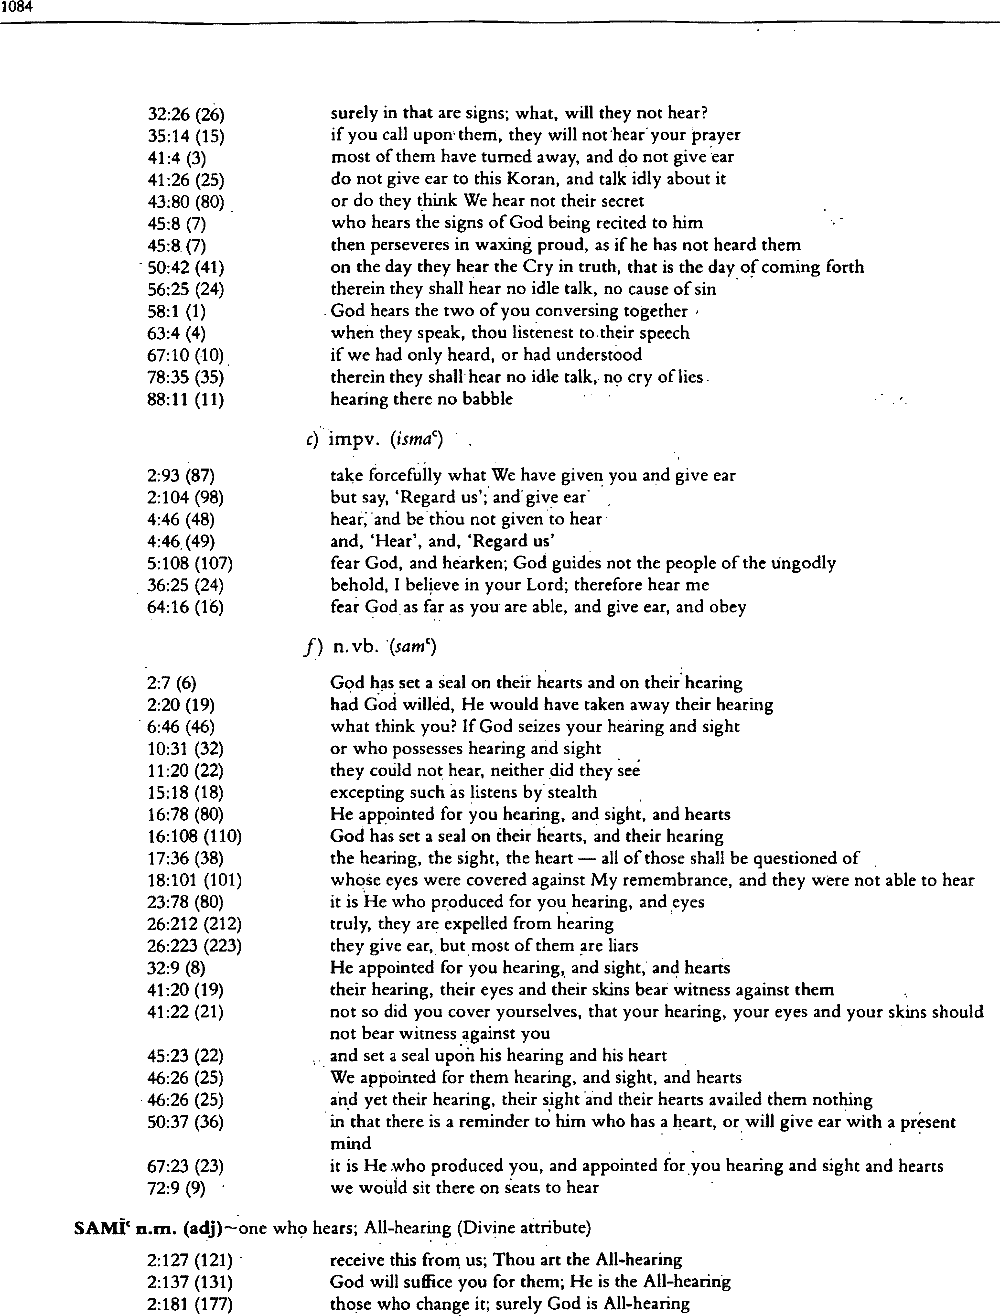 1084
32:26 (26) surely in that are signs; what, will they not hear?
35:14 (15) if you call upon them, they will not hear your prayer
41:4 (3) most of them have turned away, and do not give ear
41:26 (25) do not give ear to this Koran, and talk idly about it
43:80 (80) or do they think We hear not their secret
45:8 (7) who hears the signs of God being recited to him
45:8 (7) then perseveres in waxing proud, as if he has not heard them
50:42 (41) on the day they hear the Cry in truth, that is the day of coming forth
56:25 (24) therein they shall hear no idle talk, no cause of sin
58:1 (1) God hears the two of you conversing together
63:4 (4) when they speak, thou listenest to their speech
67:10 (10) if we had only heard, or had understood
78:35 (35) therein they shall hear no idle talk, no cry of lies
88:11 (11) hearing there no babble
c) impv. (ismaᶜ)
2:93 (87) take forcefully what We have given you and give ear
2:104 (98) but say, ‘Regard us’; and give ear
4:46 (48) hear, and be thou not given to hear
4:46 (49) and, ‘Hear’, and, ‘Regard us’
5:108 (107) fear God, and hearken; God guides not the people of the ungodly
36:25 (24) behold, I believe in your Lord; therefore hear me
64:16 (16) fear God as far as you are able, and give ear, and obey
f) n.vb. (samᶜ)
2:7 (6) God has set a seal on their hearts and on their hearing
2:20 (19) had God willed, He would have taken away their hearing
6:46 (46) what think you? If God seizes your hearing and sight
10:31 (32) or who possesses hearing and sight
11:20 (22) they could not hear, neither did they see
15:18 (18) excepting such as listens by stealth
16:78 (80) He appointed for you hearing, and sight, and hearts
16:108 (110) God has set a seal on their hearts, and their hearing
17:36 (38) the hearing, the sight, the heart — all of those shall be questioned of
18:101 (101) whose eyes were covered against My remembrance, and they were not able to hear
23:78 (80) it is He who produced for you hearing, and eyes
26:212 (212) truly, they are expelled from hearing
26:223 (223) they give ear, but most of them are liars
32:9 (8) He appointed for you hearing, and sight, and hearts
41:20 (19) their hearing, their eyes and their skins bear witness against them
41:22 (21) not so did you cover yourselves, that your hearing, your eyes and your skins should
not bear witness against you
45:23 (22) and set a seal upon his hearing and his heart
46:26 (25) We appointed for them hearing, and sight, and hearts
46:26 (25) and yet their hearing, their sight and their hearts availed them nothing
50:37 (36) in that there is a reminder to him who has a heart, or will give ear with a present
mind
67:23 (23) it is He who produced you, and appointed for you hearing and sight and hearts
72:9 (9) we would sit there on seats to hear
SAMĪᶜ n.m. (adj)~one who hears; All-hearing (Divine attribute)
2:127 (121) receive this from us; Thou art the All-hearing
2:137 (131) God will suffice you for them; He is the All-hearing
2:181 (177) those who change it; surely God is All-hearing